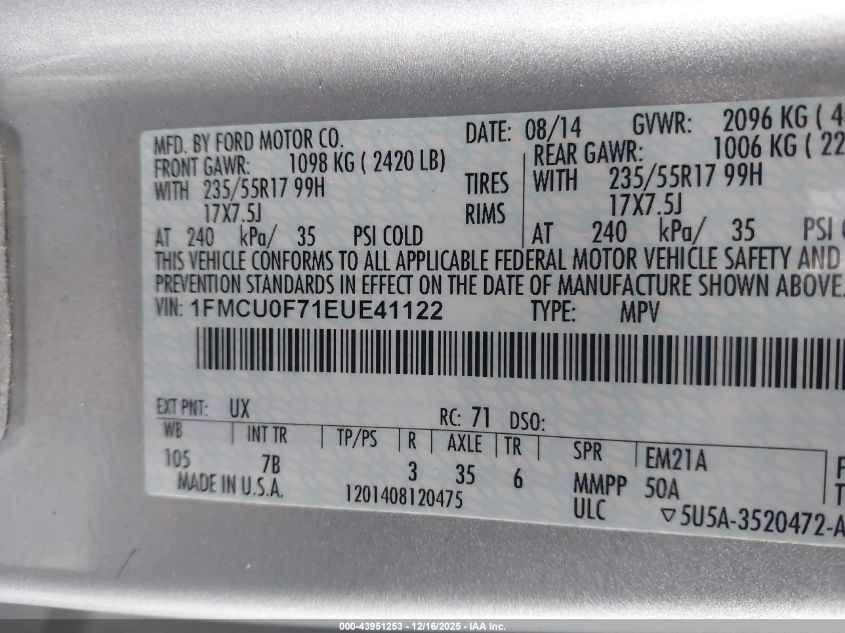 MFD. BY FORD MOTOR CO. DATE: 08/14 GVWR: 2096 KG ( 4
FRONT GAWR: 1098 KG ( 2420 LB) REAR GAWR: 1006 KG ( 22
WITH 235/55R17 99H TIRES WITH 235/55R17 99H
17X7.5J RIMS 17X7.5J
AT 240 kPa/ 35 PSI COLD AT 240 kPa/ 35 PSI
THIS VEHICLE CONFORMS TO ALL APPLICABLE FEDERAL MOTOR VEHICLE SAFETY AND
PREVENTION STANDARDS IN EFFECT ON THE DATE OF MANUFACTURE SHOWN ABOVE.
VIN: 1FMCU0F71EUE41122 TYPE: MPV
EXT PNT: UX RC: 71 DSO:
WB INT TR TP/PS R AXLE TR SPR EM21A
105 7B 3 35 6 MMPP 50A
MADE IN U.S.A. 1201408120475 ULC ▽5U5A-3520472-A
000-43951253 - 12/16/2025 - IAA Inc.